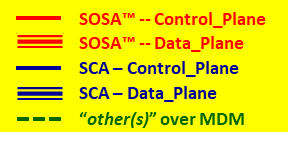 SOSA™ -- Control_Plane
SOSA™ -- Data_Plane
SCA – Control_Plane
SCA – Data_Plane
“other(s)” over MDM